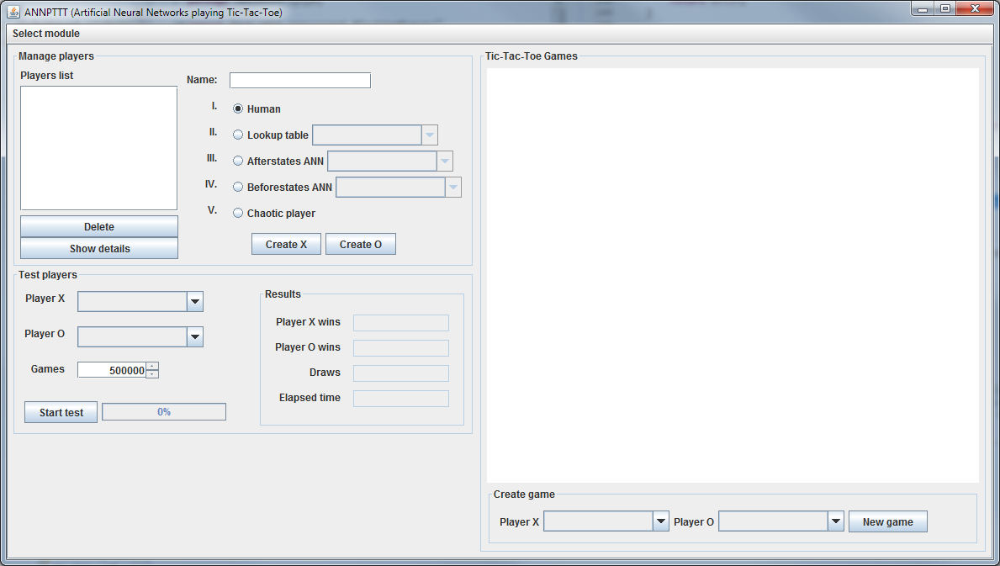 ANNPTTT (Artificial Neural Networks playing Tic-Tac-Toe)
Select module
Manage players
Players list
Name:
I. Human
II. Lookup table
III. Afterstates ANN
IV. Beforestates ANN
V. Chaotic player
Delete
Show details
Create X Create O
Test players
Player X
Player O
Games 500000
Start test 0%
Results
Player X wins
Player O wins
Draws
Elapsed time
Tic-Tac-Toe Games
Create game
Player X Player O New game